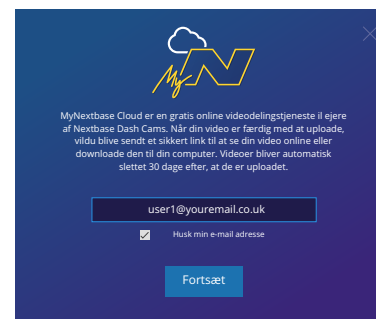 My N
MyNextbase Cloud er en gratis online videodelingstjeneste il ejere
af Nextbase Dash Cams. Når din video er færdig med at uploade,
vildu blive sendt et sikkert link til at se din video online eller
downloade den til din computer. Videoer bliver automatisk
slettet 30 dage efter, at de er uploadet.
user1@youremail.co.uk
Husk min e-mail adresse
Fortsæt